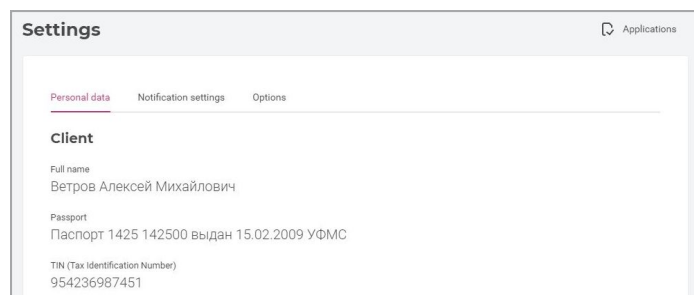 Settings
Applications
Personal data Notification settings Options
Client
Full name
Ветров Алексей Михайлович
Passport
Паспорт 1425 142500 выдан 15.02.2009 УФМС
TIN (Tax Identification Number)
954236987451